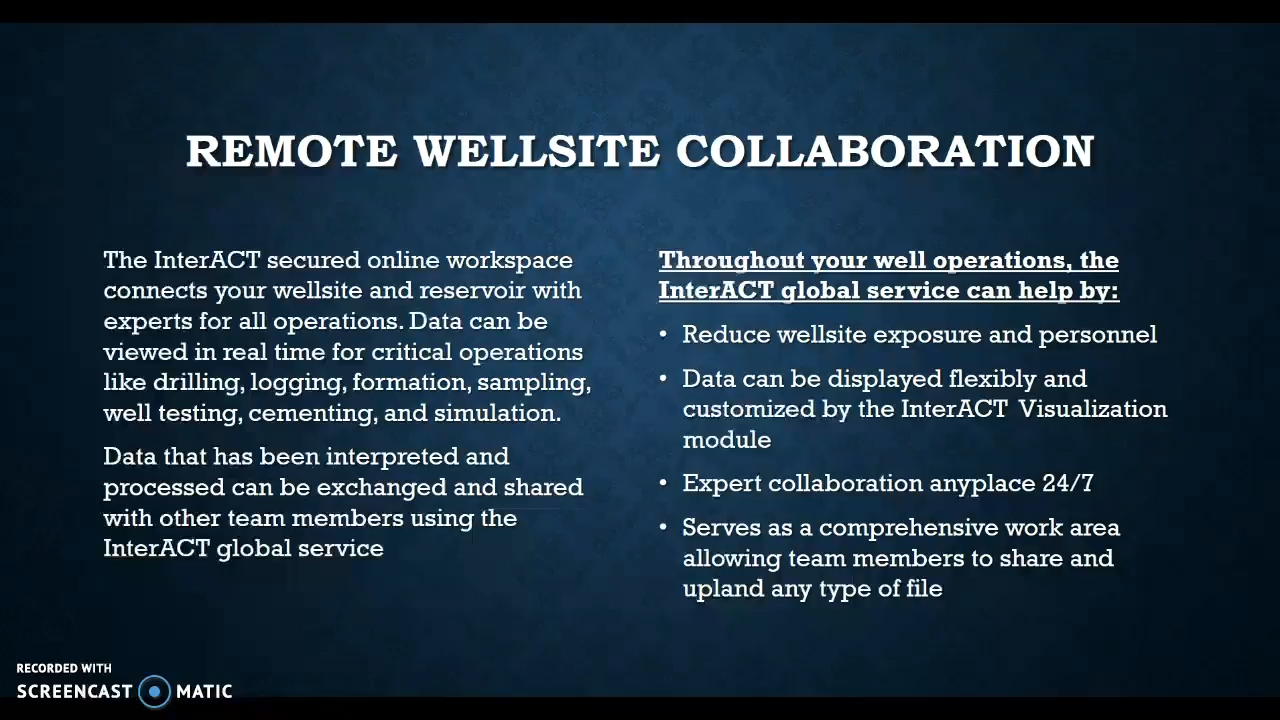 REMOTE WELLSITE COLLABORATION
The InterACT secured online workspace
connects your wellsite and reservoir with
experts for all operations. Data can be
viewed in real time for critical operations
like drilling, logging, formation, sampling,
well testing, cementing, and simulation.
Data that has been interpreted and
processed can be exchanged and shared
with other team members using the
InterACT global service
Throughout your well operations, the
InterACT global service can help by:
• Reduce wellsite exposure and personnel
• Data can be displayed flexibly and
customized by the InterACT Visualization
module
• Expert collaboration anyplace 24/7
• Serves as a comprehensive work area
allowing team members to share and
upland any type of file
RECORDED WITH
SCREENCAST MATIC